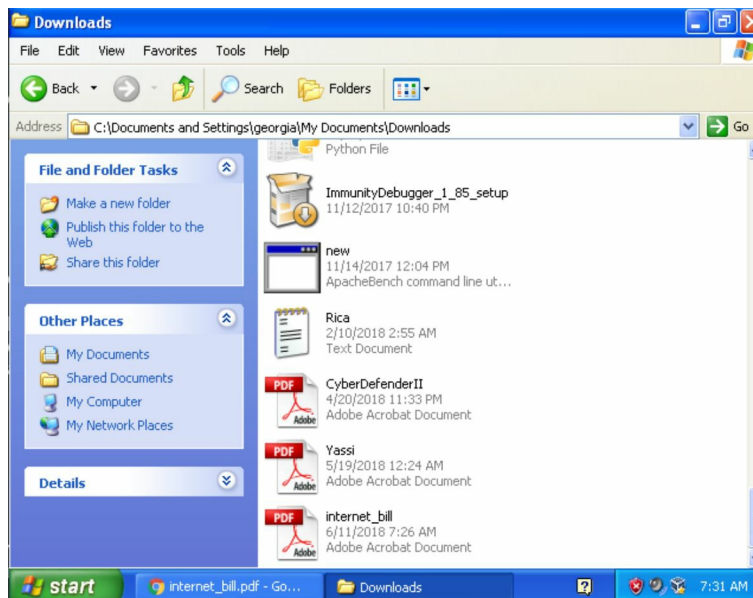 Downloads
File Edit View Favorites Tools Help
Back Search Folders
Address C:\Documents and Settings\georgia\My Documents\Downloads Go
File and Folder Tasks
Make a new folder
Publish this folder to the
Web
Share this folder
Other Places
My Documents
Shared Documents
My Computer
My Network Places
Details
Python File
ImmunityDebugger_1_85_setup
11/12/2017 10:40 PM
new
11/14/2017 12:04 PM
ApacheBench command line ut...
Rica
2/10/2018 2:55 AM
Text Document
PDF
CyberDefenderII
4/20/2018 11:33 PM
Adobe Acrobat Document
Adobe
PDF
Yassi
5/19/2018 12:24 AM
Adobe Acrobat Document
Adobe
PDF
internet_bill
6/11/2018 7:26 AM
Adobe Acrobat Document
Adobe
start internet_bill.pdf - Go... Downloads ? 7:31 AM